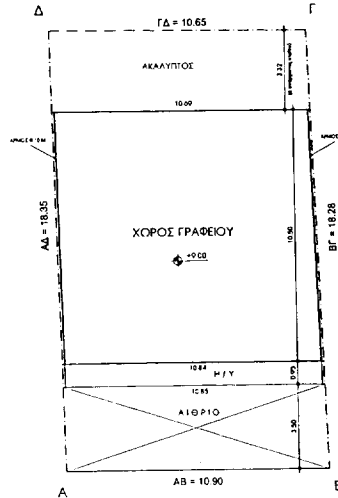 Δ
Γ
ΓΔ = 10.65
ΑΚΑΛΥΠΤΟΣ
3.32
10.69
ΑΔ = 18.35
ΒΓ = 18.28
ΧΩΡΟΣ ΓΡΑΦΕΙΟΥ
+9.00
10.50
10.84
Η/Υ
0.95
10.85
ΑΙΘΡΙΟ
3.50
Α
Β
ΑΒ = 10.90